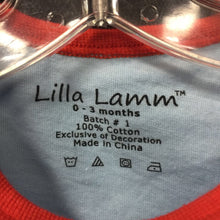 Lilla Lamm™
0 - 3 months
Batch # 1
100% Cotton
Exclusive of Decoration
Made in China